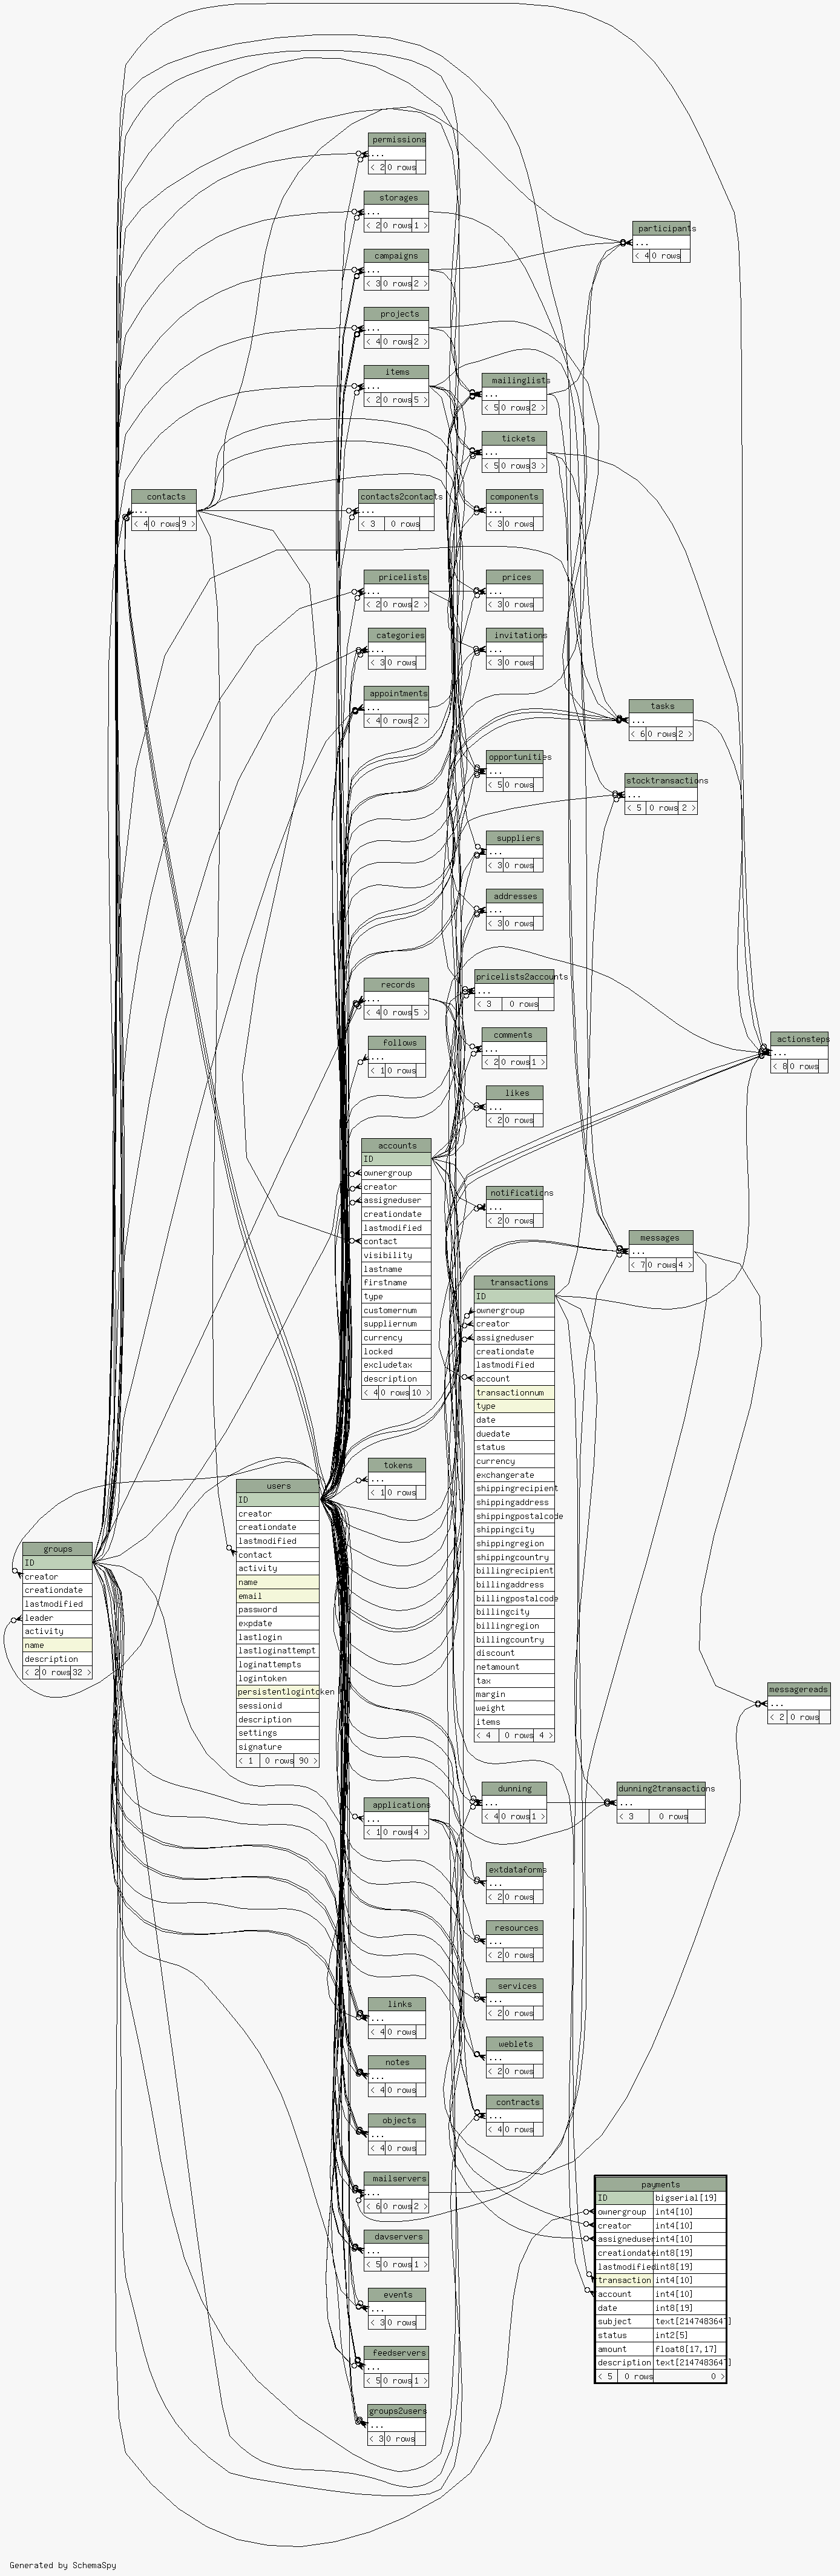 permissions
...
< 2 0 rows
storages
...
< 2 0 rows 1 >
participants
...
< 4 0 rows
campaigns
...
< 3 0 rows 2 >
projects
...
< 4 0 rows 2 >
items
...
< 2 0 rows 5 >
mailinglists
...
< 5 0 rows 2 >
tickets
...
< 5 0 rows 3 >
contacts
...
< 4 0 rows 9 >
contacts2contacts
...
< 3 0 rows
components
...
< 3 0 rows
pricelists
...
< 2 0 rows 2 >
prices
...
< 3 0 rows
categories
...
< 3 0 rows
invitations
...
< 3 0 rows
appointments
...
< 4 0 rows 2 >
tasks
...
< 6 0 rows 2 >
opportunities
...
< 5 0 rows
stocktransactions
...
< 5 0 rows 2 >
suppliers
...
< 3 0 rows
addresses
...
< 3 0 rows
pricelists2accounts
...
< 3 0 rows
records
...
< 4 0 rows 5 >
follows
...
< 1 0 rows
comments
...
< 2 0 rows 1 >
actionsteps
...
< 8 0 rows
likes
...
< 2 0 rows
accounts
ID
ownergroup
creator
assigneduser
creationdate
lastmodified
contact
visibility
lastname
firstname
type
customernum
suppliernum
currency
locked
excludetax
description
< 4 0 rows 10 >
notifications
...
< 2 0 rows
messages
...
< 7 0 rows 4 >
transactions
ID
ownergroup
creator
assigneduser
creationdate
lastmodified
account
transactionnum
type
date
duedate
status
currency
exchangerate
shippingrecipient
shippingaddress
shippingpostalcode
shippingcity
shippingregion
shippingcountry
billingrecipient
billingaddress
billingpostalcode
billingcity
billingregion
billingcountry
discount
netamount
tax
margin
weight
items
< 4 0 rows 4 >
tokens
...
< 1 0 rows
users
ID
creator
creationdate
lastmodified
contact
activity
name
email
password
expdate
lastlogin
lastloginattempt
loginattempts
logintoken
persistentlogintoken
sessionid
description
settings
signature
< 1 0 rows 90 >
groups
ID
creator
creationdate
lastmodified
leader
activity
name
description
< 2 0 rows 32 >
messagereads
...
< 2 0 rows
applications
...
< 1 0 rows 4 >
dunning
...
< 4 0 rows 1 >
dunning2transactions
...
< 3 0 rows
extdataforms
...
< 2 0 rows
resources
...
< 2 0 rows
services
...
< 2 0 rows
links
...
< 4 0 rows
weblets
...
< 2 0 rows
notes
...
< 4 0 rows
contracts
...
< 4 0 rows
objects
...
< 4 0 rows
mailservers
...
< 6 0 rows 2 >
davservers
...
< 5 0 rows 1 >
events
...
< 3 0 rows
feedservers
...
< 5 0 rows 1 >
groups2users
...
< 3 0 rows
payments
ID bigserial[19]
ownergroup int4[10]
creator int4[10]
assigneduser int4[10]
creationdate int8[19]
lastmodified int8[19]
transaction int4[10]
account int4[10]
date int8[19]
subject text[2147483647]
status int2[5]
amount float8[17,17]
description text[2147483647]
< 5 0 rows 0 >
Generated by SchemaSpy